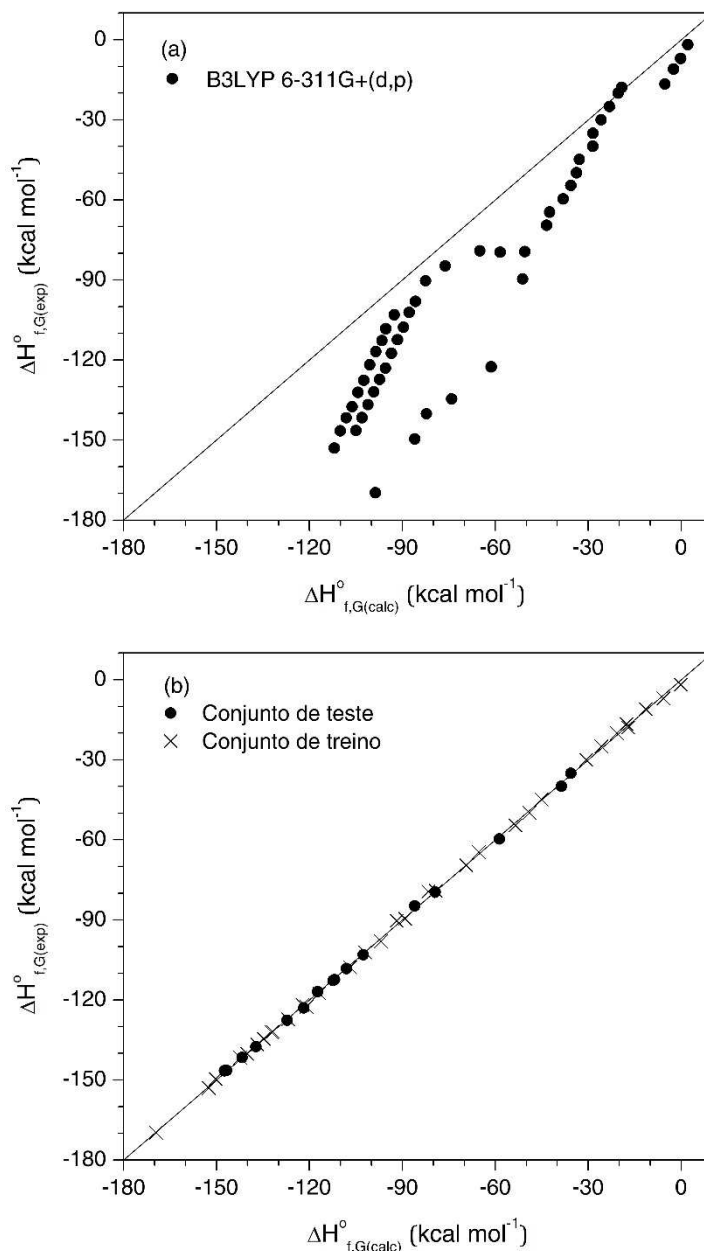 (a)
B3LYP 6-311G+(d,p)
0
-30
-60
-90
-120
-150
-180
ΔH°f,G(exp) (kcal mol-1)
-180 -150 -120 -90 -60 -30 0
ΔH°f,G(calc) (kcal mol-1)
(b)
Conjunto de teste
Conjunto de treino
0
-30
-60
-90
-120
-150
-180
ΔH°f,G(exp) (kcal mol-1)
-180 -150 -120 -90 -60 -30 0
ΔH°f,G(calc) (kcal mol-1)